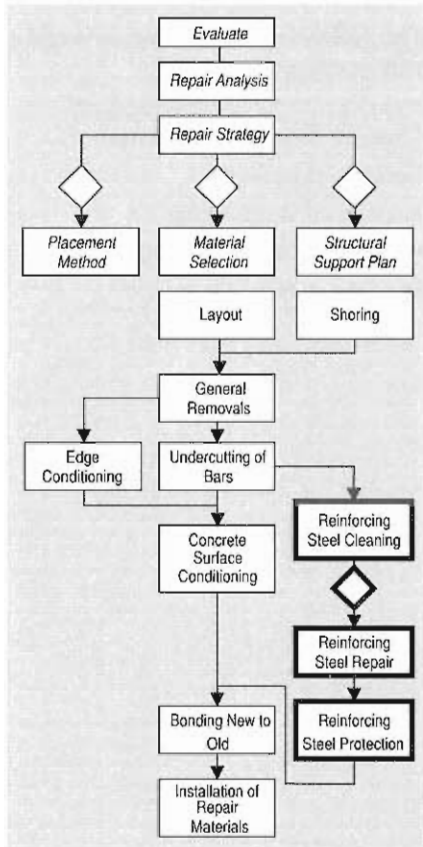 Evaluate
Repair Analysis
Repair Strategy
Placement
Method
Material
Selection
Structural
Support Plan
Layout
Shoring
General
Removals
Edge
Conditioning
Undercutting of
Bars
Reinforcing
Steel Cleaning
Concrete
Surface
Conditioning
Reinforcing
Steel Repair
Bonding New to
Old
Reinforcing
Steel Protection
Installation of
Repair
Materials